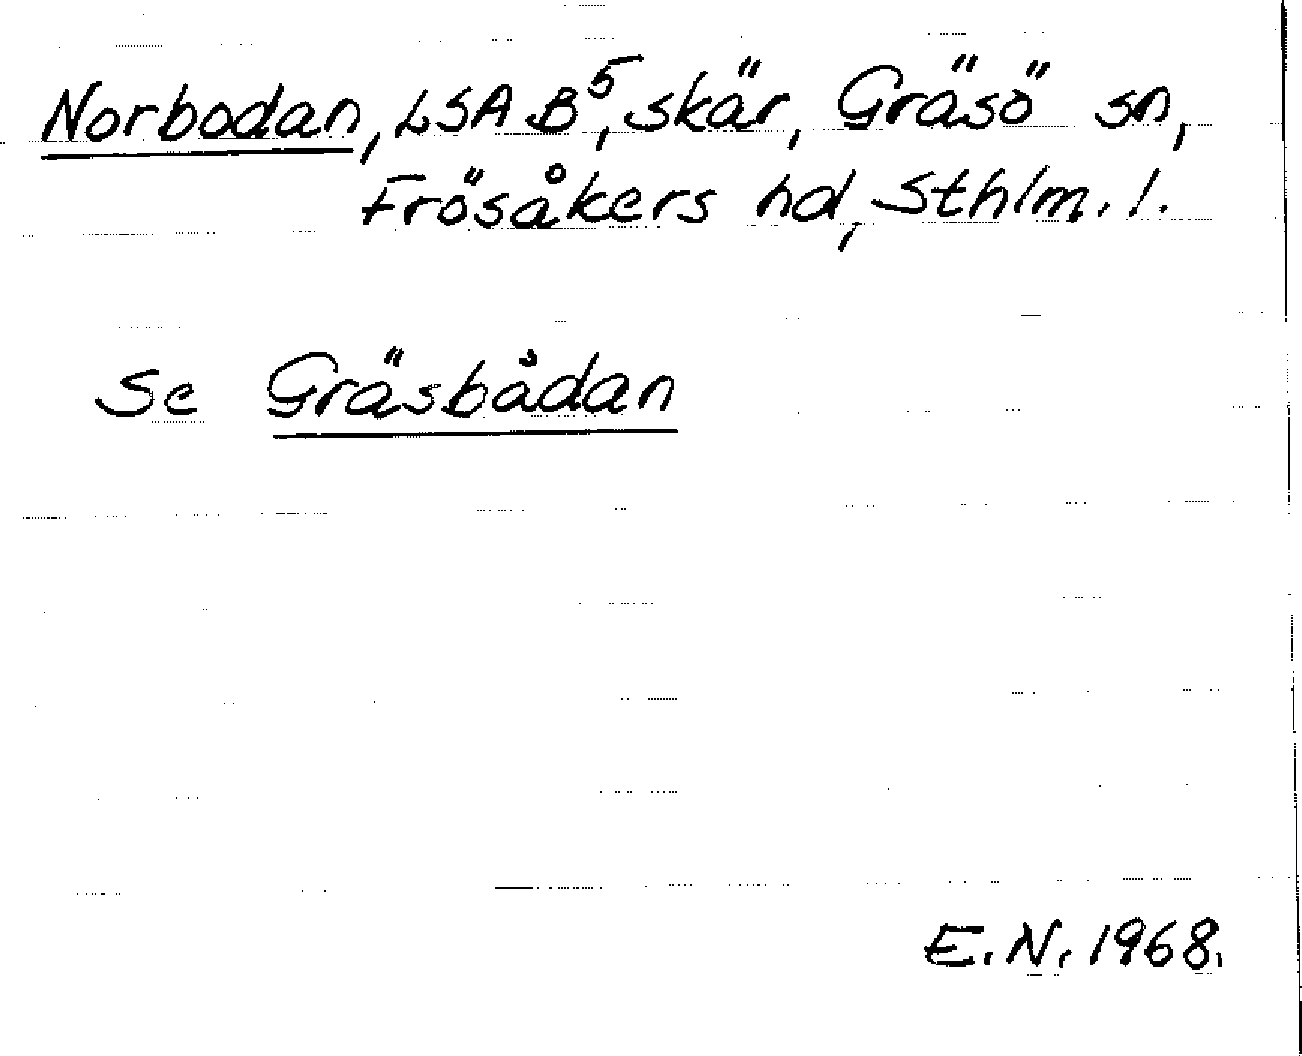 Norbodan, LSA B⁵, skär, Gräsö sn,
Frösåkers hd, Sthlm. l.
Se Gräsbådan
E. N. 1968.